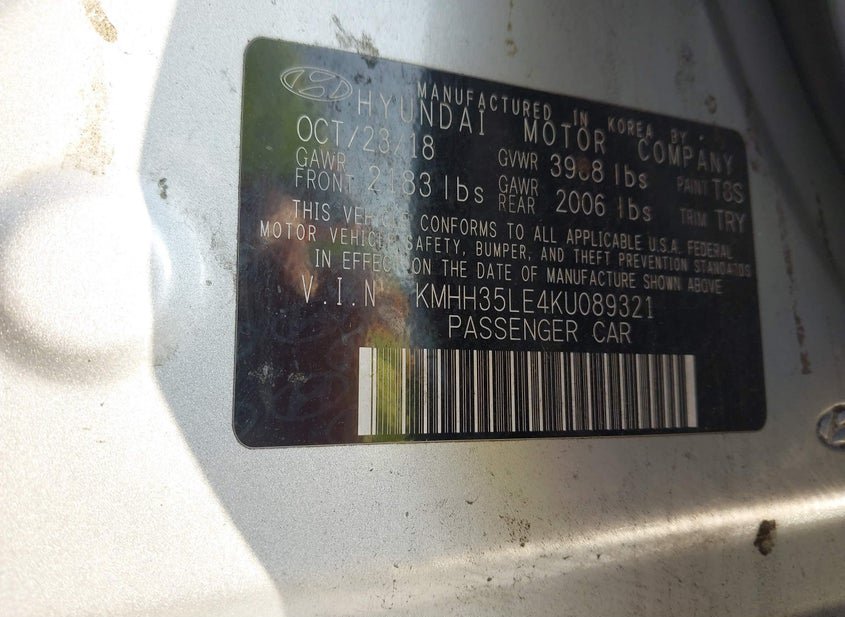 MANUFACTURED IN KOREA BY
HYUNDAI MOTOR COMPANY
OCT/23/18 GVWR 3968 lbs PAINT T8S
GAWR FRONT 2183 lbs GAWR REAR 2006 lbs TRIM TRY
THIS VEHICLE CONFORMS TO ALL APPLICABLE U.S.A. FEDERAL
MOTOR VEHICLE SAFETY, BUMPER, AND THEFT PREVENTION STANDARDS
IN EFFECT ON THE DATE OF MANUFACTURE SHOWN ABOVE
V.I.N KMHH35LE4KU089321
PASSENGER CAR